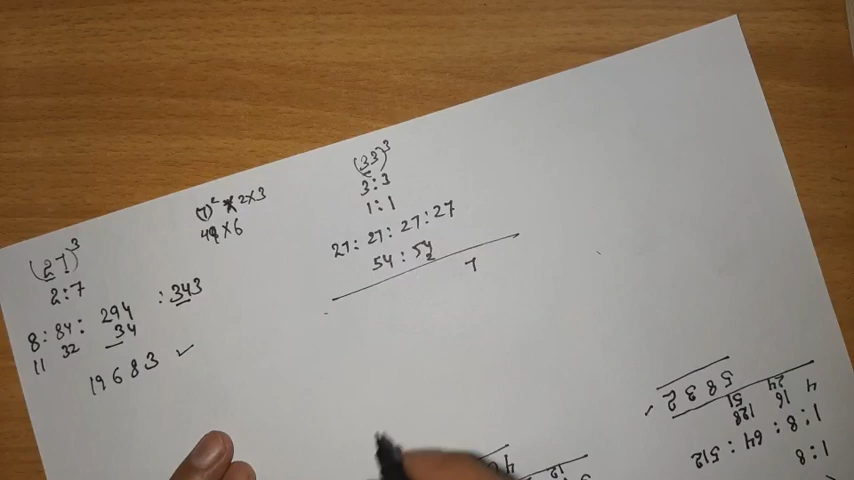 (27)³
2:7
8: 84: 294 : 343
11 32 34
19683 ✓
(7)² × 2×3
49 ×6
(33)³
3:3
1:1
27: 27: 27:27
54 : 54
2
7
1:8
1:8: 64: 512
16 128
4 24 51
5832 ✓